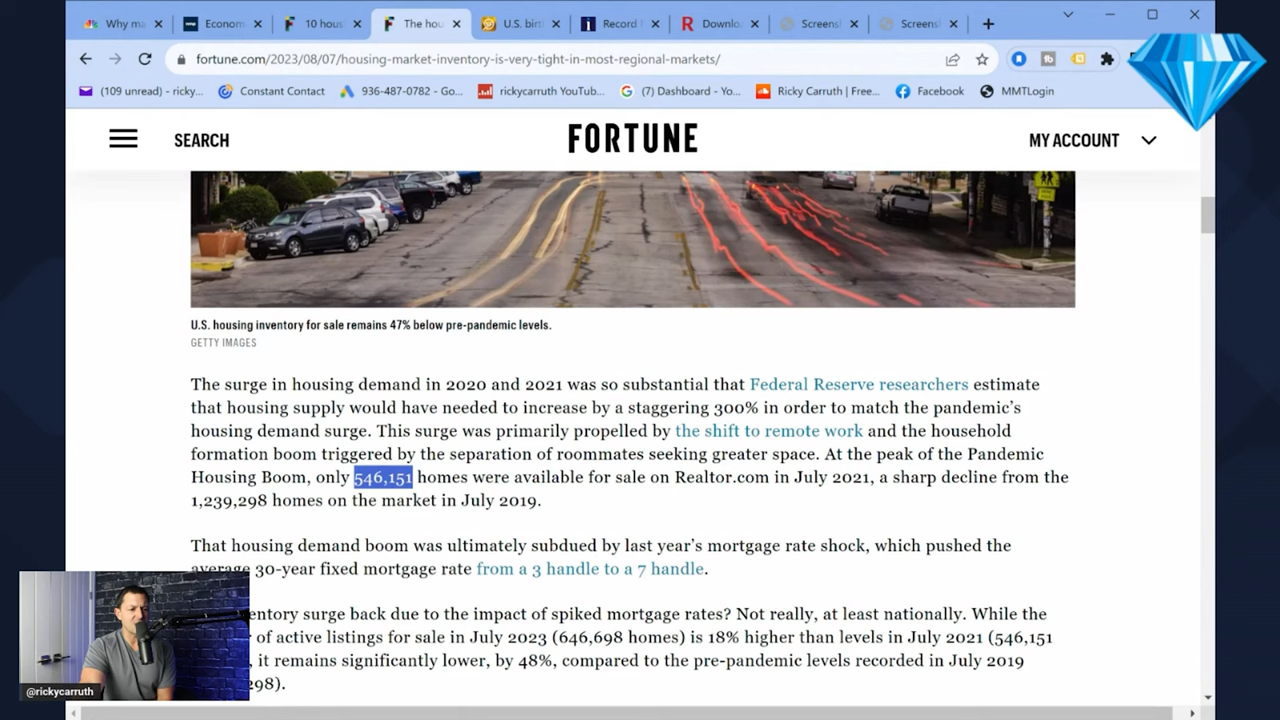 Why ma
Econom
10 hous
The hou
U.S. birt
Record
Downlo
Screens
Screens
fortune.com/2023/08/07/housing-market-inventory-is-very-tight-in-most-regional-markets/
(109 unread) - ricky...
Constant Contact
936-487-0782 - Go...
rickycarruth YouTub...
(7) Dashboard - Yo...
Ricky Carruth | Free...
Facebook
MMTLogin
SEARCH
FORTUNE
MY ACCOUNT
U.S. housing inventory for sale remains 47% below pre-pandemic levels.
GETTY IMAGES
The surge in housing demand in 2020 and 2021 was so substantial that Federal Reserve researchers estimate
that housing supply would have needed to increase by a staggering 300% in order to match the pandemic's
housing demand surge. This surge was primarily propelled by the shift to remote work and the household
formation boom triggered by the separation of roommates seeking greater space. At the peak of the Pandemic
Housing Boom, only 546,151 homes were available for sale on Realtor.com in July 2021, a sharp decline from the
1,239,298 homes on the market in July 2019.
That housing demand boom was ultimately subdued by last year's mortgage rate shock, which pushed the
average 30-year fixed mortgage rate from a 3 handle to a 7 handle.
entory surge back due to the impact of spiked mortgage rates? Not really, at least nationally. While the
of active listings for sale in July 2023 (646,698 homes) is 18% higher than levels in July 2021 (546,151
it remains significantly lower, by 48%, compared to the pre-pandemic levels recorded in July 2019
298).
@rickycarruth